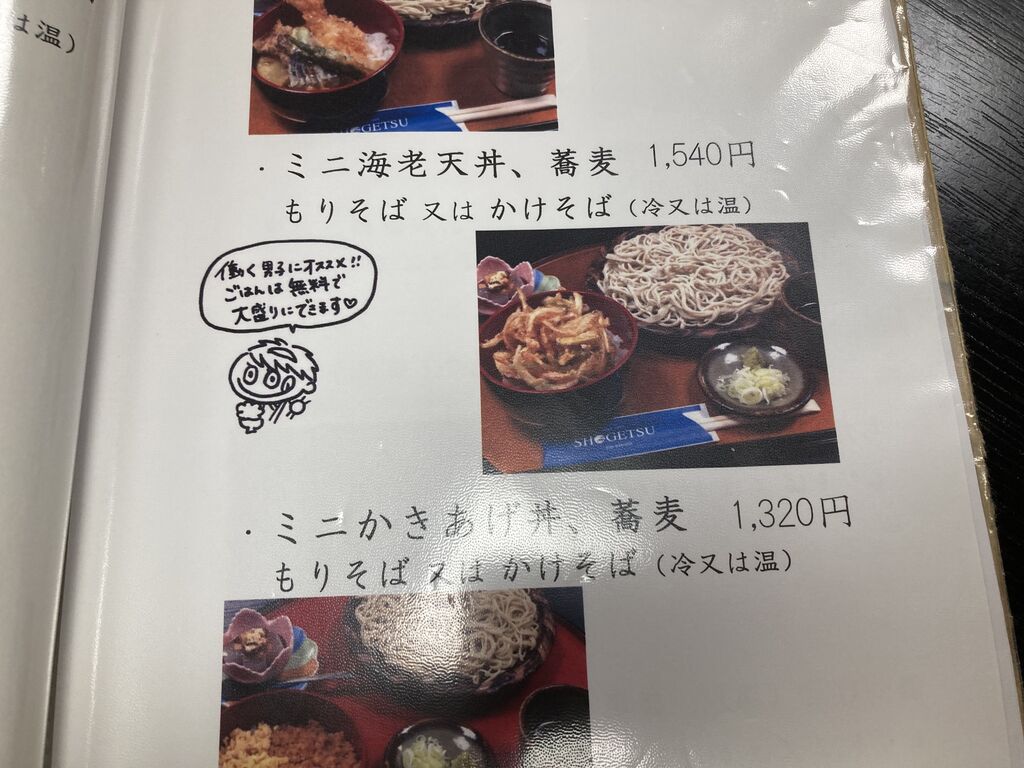 は温）
SHOGETSU
・ミニ海老天丼、蕎麦 1,540円
もりそば 又は かけそば（冷又は温）
働く男子にオススメ!!
ごはんは無料で
大盛りにできます♡
SHOGETSU
・ミニかきあげ丼、蕎麦 1,320円
もりそば 又は かけそば（冷又は温）